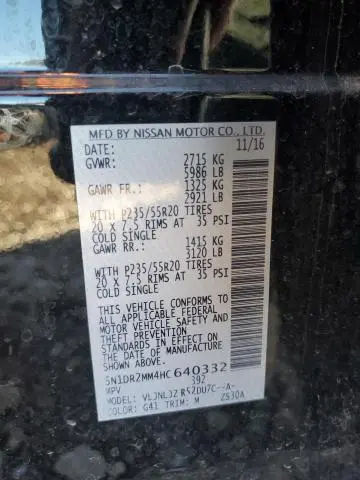 MFD BY NISSAN MOTOR CO., LTD.
DATE: 11/16
GVWR: 2715 KG
5986 LB
GAWR FR.: 1325 KG
2921 LB
WITH P235/55R20 TIRES
20 x 7.5 RIMS AT 35 PSI
COLD SINGLE
GAWR RR.: 1415 KG
3120 LB
WITH P235/55R20 TIRES
20 x 7.5 RIMS AT 35 PSI
COLD SINGLE
THIS VEHICLE CONFORMS TO
ALL APPLICABLE FEDERAL
MOTOR VEHICLE SAFETY AND
THEFT PREVENTION
STANDARDS IN EFFECT ON
THE DATE OF MANUFACTURE
SHOWN ABOVE.
5N1DR2MM4HC640332
MPV 392
MODEL:
COLOR: G41 TRIM: M ZS30A